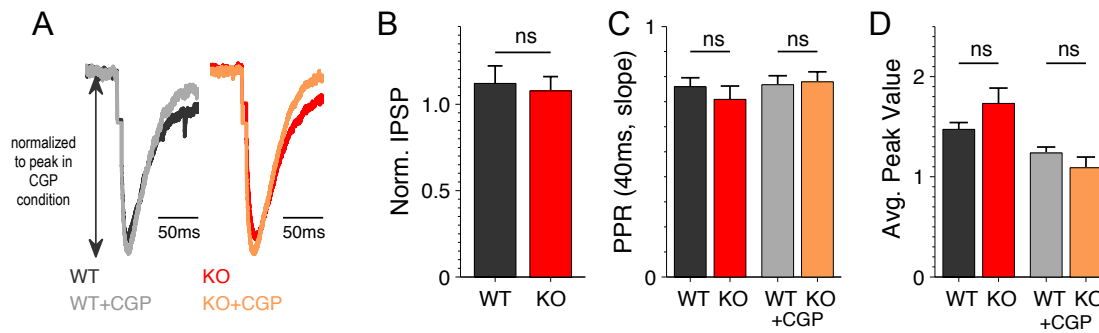 A
normalized
to peak in
CGP
condition
50ms
50ms
WT
KO
WT+CGP
KO+CGP
B
Norm. IPSP
1.0
0.5
0
ns
WT KO
C
PPR (40ms, slope)
1
0
ns
ns
WT KO WT KO
+CGP
D
Avg. Peak Value
2
1
0
ns
ns
WT KO WT KO
+CGP